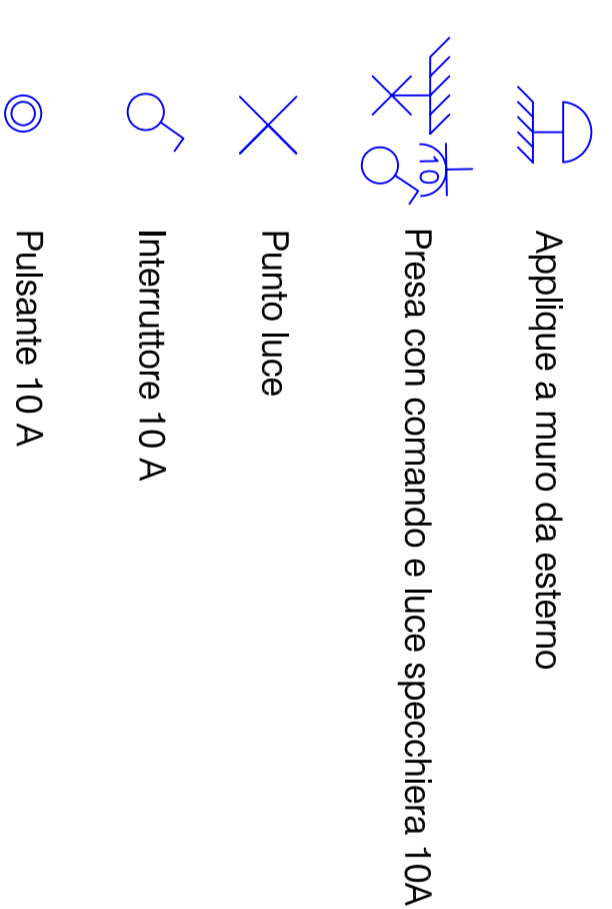 Applique a muro da esterno
10
Presa con comando e luce specchiera 10A
Punto luce
Interruttore 10 A
Pulsante 10 A